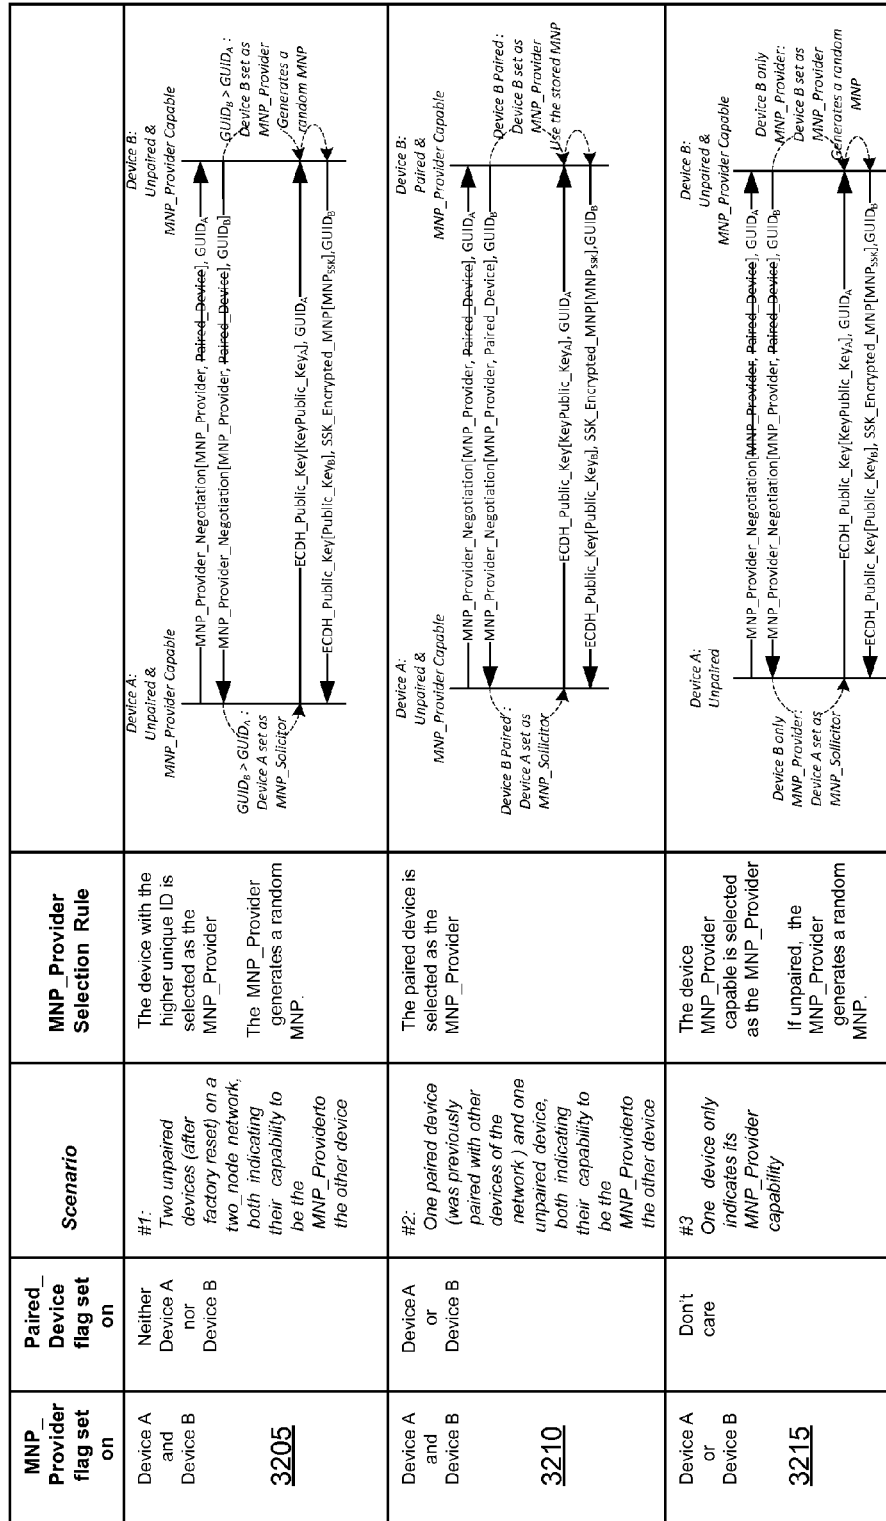 MNP_
Provider
flag set
on
Paired_
Device
flag set
on
Scenario
MNP_Provider
Selection Rule
Device A
and
Device B
3205
Neither
Device A
nor
Device B
#1:
Two unpaired
devices (after
factory reset) on a
two_node network,
both indicating
their capability to
be the
MNP_Providerto
the other device
The device with the
higher unique ID is
selected as the
MNP_Provider
The MNP_Provider
generates a random
MNP.
Device A:
Unpaired &
MNP_Provider Capable
Device B:
Unpaired &
MNP_Provider Capable
MNP_Provider_Negotiation[MNP_Provider, Paired_Device], GUIDA
MNP_Provider_Negotiation[MNP_Provider, Paired_Device], GUIDB]
GUIDB > GUIDA :
Device A set as
MNP_Solicitor
GUIDB > GUIDA :
Device B set as
MNP_Provider
Generates a
random MNP
ECDH_Public_Key[KeyPublic_KeyA], GUIDA
ECDH_Public_Key[Public_KeyB], SSK_Encrypted_MNP[MNPSSK],GUIDB
Device A
and
Device B
3210
Device A
or
Device B
#2:
One paired device
(was previously
paired with other
devices of the
network ) and one
unpaired device,
both indicating
their capability to
be the
MNP_Providerto
the other device
The paired device is
selected as the
MNP_Provider
Device A:
Unpaired &
MNP_Provider Capable
Device B:
Paired &
MNP_Provider Capable
MNP_Provider_Negotiation[MNP_Provider, Paired_Device], GUIDA
MNP_Provider_Negotiation[MNP_Provider, Paired_Device], GUIDB
Device B Paired :
Device A set as
MNP_Sollicitor
Device B Paired :
Device B set as
MNP_Provider
Use the stored MNP
ECDH_Public_Key[KeyPublic_KeyA], GUIDA
ECDH_Public_Key[Public_KeyB], SSK_Encrypted_MNP[MNPSSK],GUIDB
Device A
or
Device B
3215
Don't
care
#3
One device only
indicates its
MNP_Provider
capability
The device
MNP_Provider
capable is selected
as the MNP_Provider
If unpaired, the
MNP_Provider
generates a random
MNP.
Device A:
Unpaired
Device B:
Unpaired &
MNP_Provider Capable
MNP_Provider_Negotiation[MNP_Provider, Paired_Device], GUIDA
MNP_Provider_Negotiation[MNP_Provider, Paired_Device], GUIDB
Device B only
MNP_Provider:
Device A set as
MNP_Sollicitor
Device B only
MNP_Provider:
Device B set as
MNP_Provider
Generates a random
MNP
ECDH_Public_Key[KeyPublic_KeyA], GUIDA
ECDH_Public_Key[Public_KeyB], SSK_Encrypted_MNP[MNPSSK],GUIDB